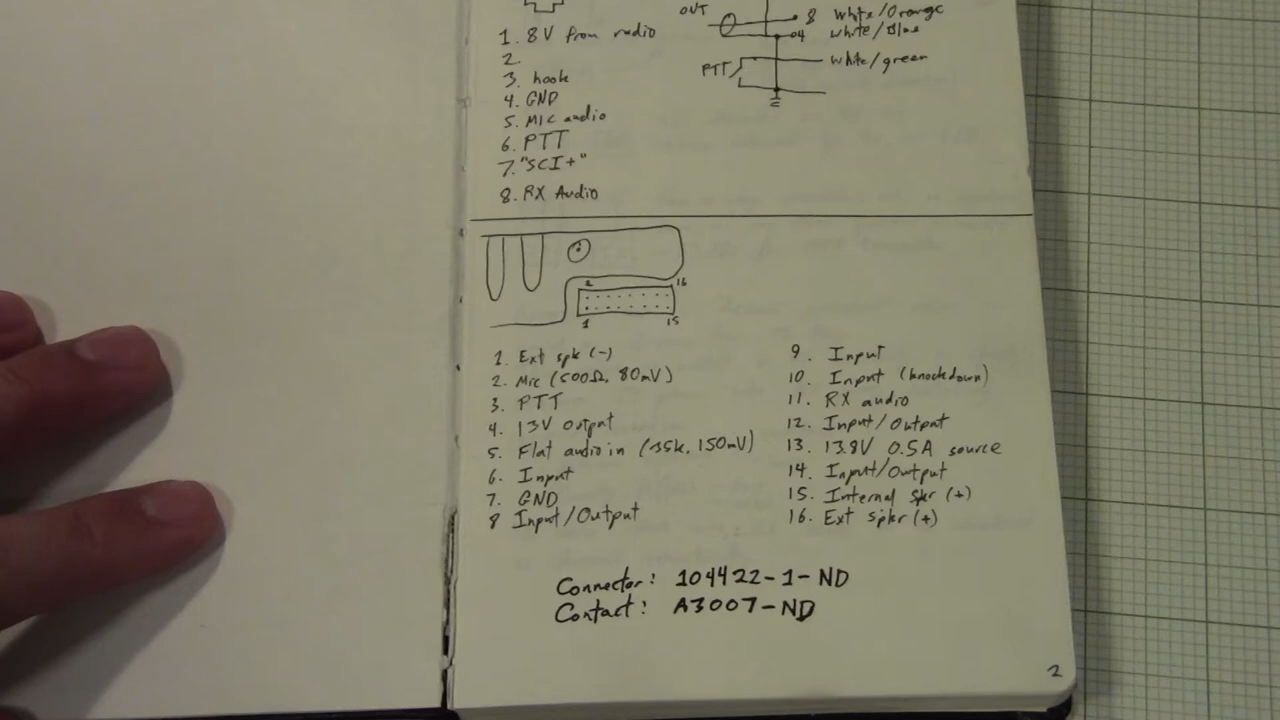 OUT
8 White/Orange
04 White/Blue
PTT White/green
1. 8V from radio
2.
3. hook
4. GND
5. MIC audio
6. PTT
7. "SCI+"
8. RX Audio
2 16
1 15
1. Ext spk (-)
2. Mic (500Ω, 80mV)
3. PTT
4. 13V output
5. Flat audio in (35k, 150mV)
6. Input
7. GND
8 Input/Output
9. Input
10. Input (knockdown)
11. RX audio
12. Input/Output
13. 13.8V 0.5A source
14. Input/Output
15. Internal spkr (+)
16. Ext spkr (+)
Connector: 104422-1-ND
Contact: A3007-ND
2